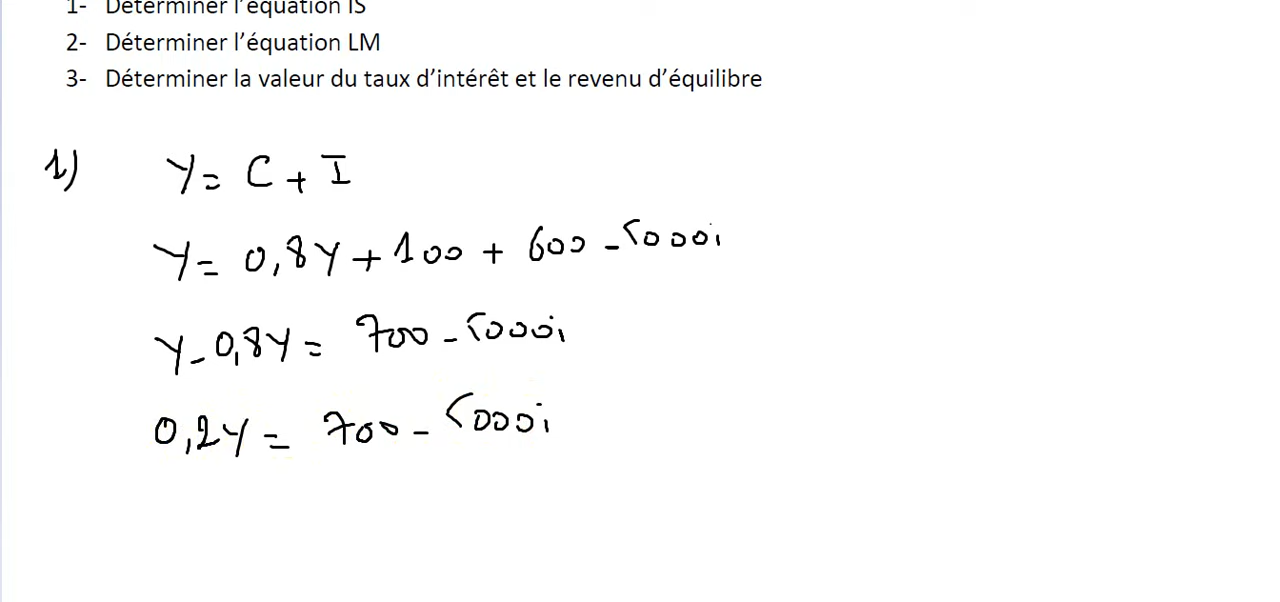 1- Déterminer l'équation IS
2- Déterminer l'équation LM
3- Déterminer la valeur du taux d'intérêt et le revenu d'équilibre
1) Y = C + I
Y = 0,8Y + 100 + 600 - 5000i
Y - 0,8Y = 700 - 5000i
0,2Y = 700 - 5000i